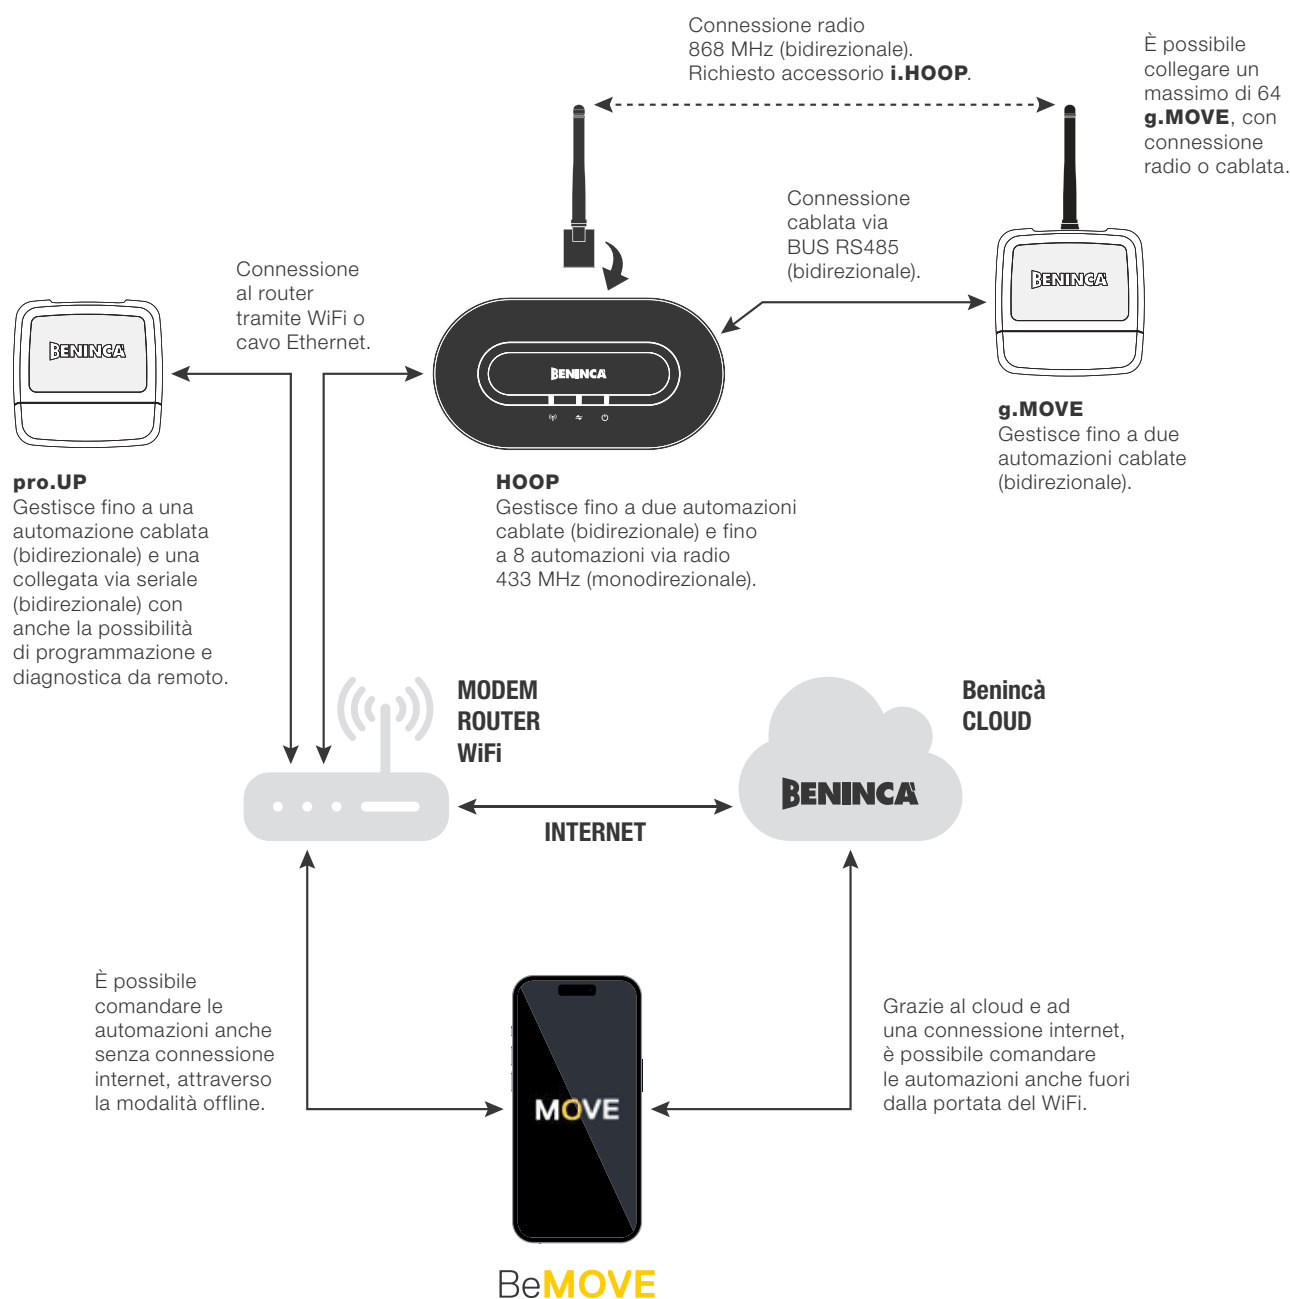 Connessione radio
868 MHz (bidirezionale).
Richiesto accessorio i.HOOP.
È possibile
collegare un
massimo di 64
g.MOVE, con
connessione
radio o cablata.
Connessione
cablata via
BUS RS485
(bidirezionale).
Connessione
al router
tramite WiFi o
cavo Ethernet.
BENINCÀ
BENINCÀ
BENINCÀ
g.MOVE
Gestisce fino a due
automazioni cablate
(bidirezionale).
pro.UP
Gestisce fino a una
automazione cablata
(bidirezionale) e una
collegata via seriale
(bidirezionale) con
anche la possibilità
di programmazione e
diagnostica da remoto.
HOOP
Gestisce fino a due automazioni
cablate (bidirezionale) e fino
a 8 automazioni via radio
433 MHz (monodirezionale).
MODEM
ROUTER
WiFi
Benincà
CLOUD
BENINCÀ
INTERNET
È possibile
comandare le
automazioni anche
senza connessione
internet, attraverso
la modalità offline.
Grazie al cloud e ad
una connessione internet,
è possibile comandare
le automazioni anche fuori
dalla portata del WiFi.
MOVE
BeMOVE